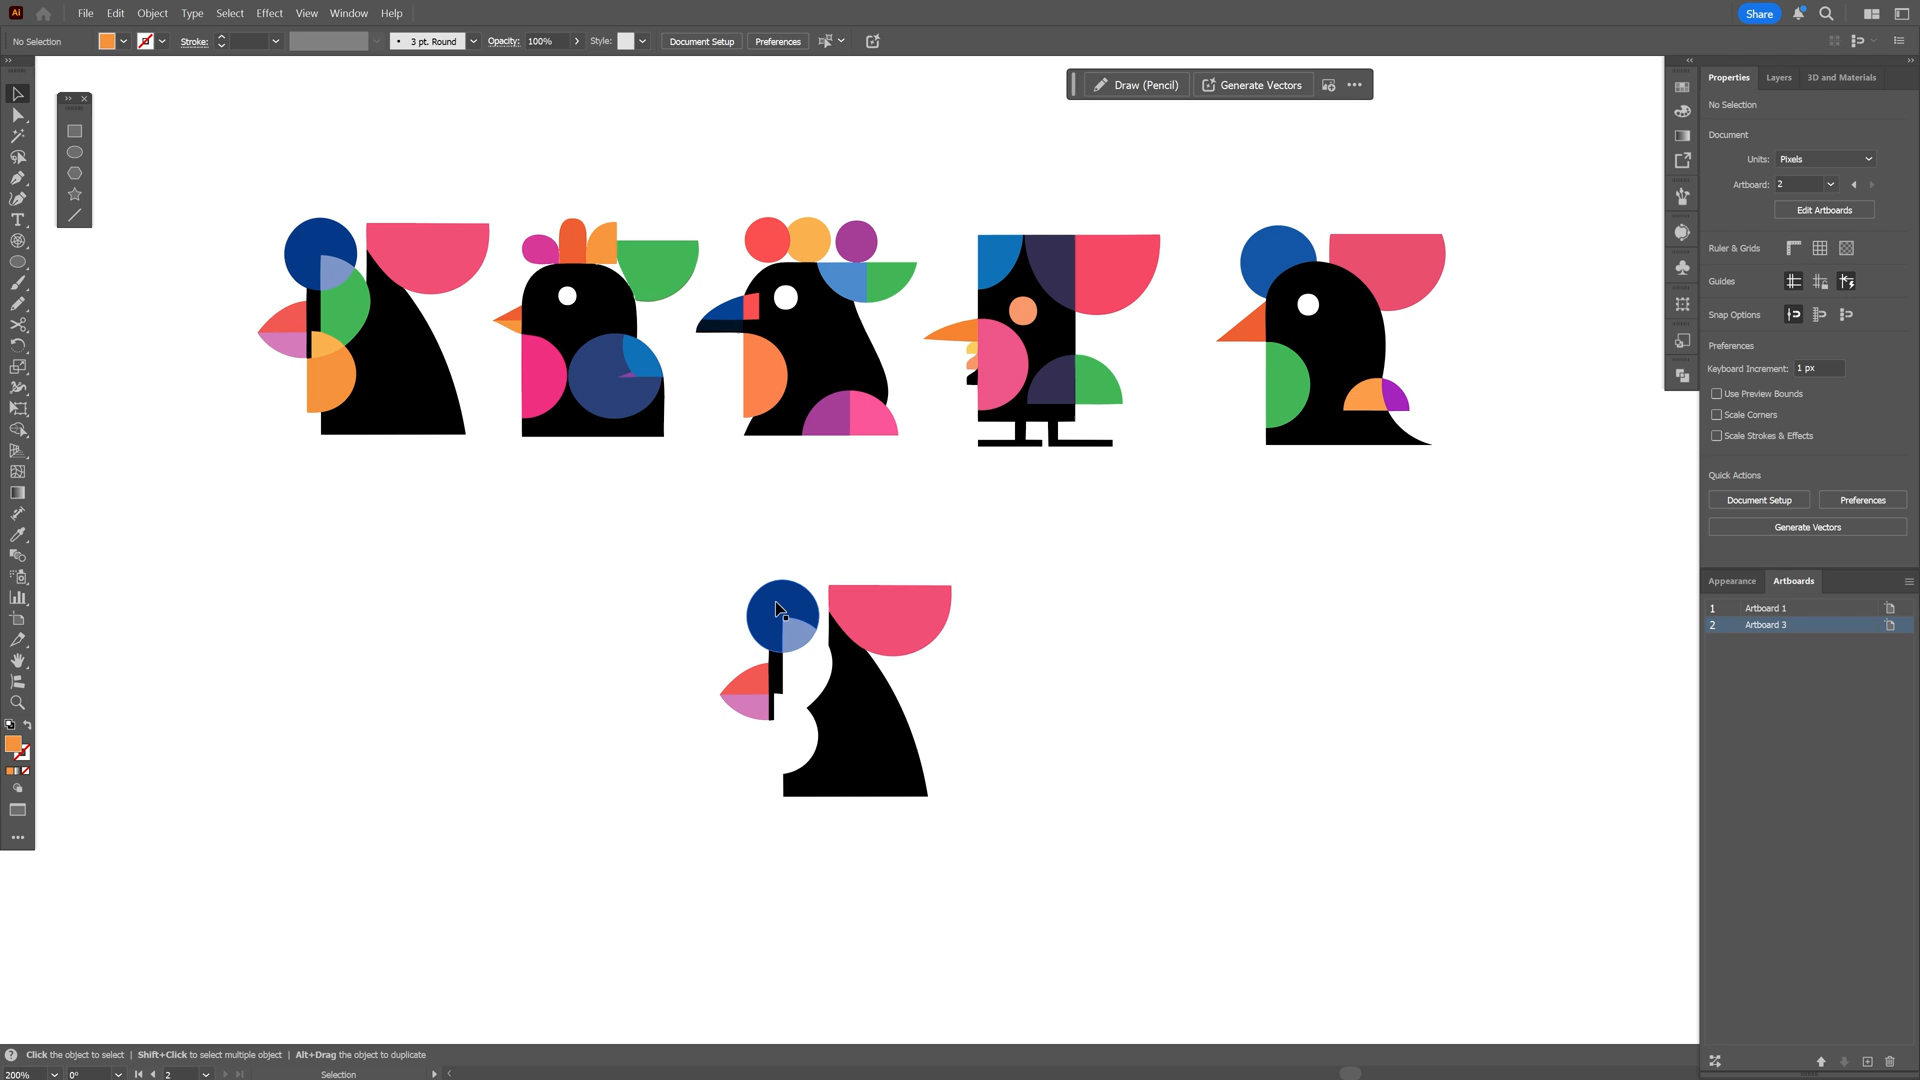 Ai File Edit Object Type Select Effect View Window Help Share
No Selection Stroke: 3 pt. Round Opacity: 100% Style: Document Setup Preferences
Draw (Pencil) Generate Vectors
Properties Layers 3D and Materials
No Selection
Document
Units: Pixels
Artboard: 2
Edit Artboards
Ruler & Grids
Guides
Snap Options
Preferences
Keyboard Increment: 1 px
Use Preview Bounds
Scale Corners
Scale Strokes & Effects
Quick Actions
Document Setup Preferences
Generate Vectors
Appearance Artboards
1 Artboard 1
2 Artboard 3
Click the object to select Shift+Click to select multiple object Alt+Drag the object to duplicate
200% 0° 2 Selection